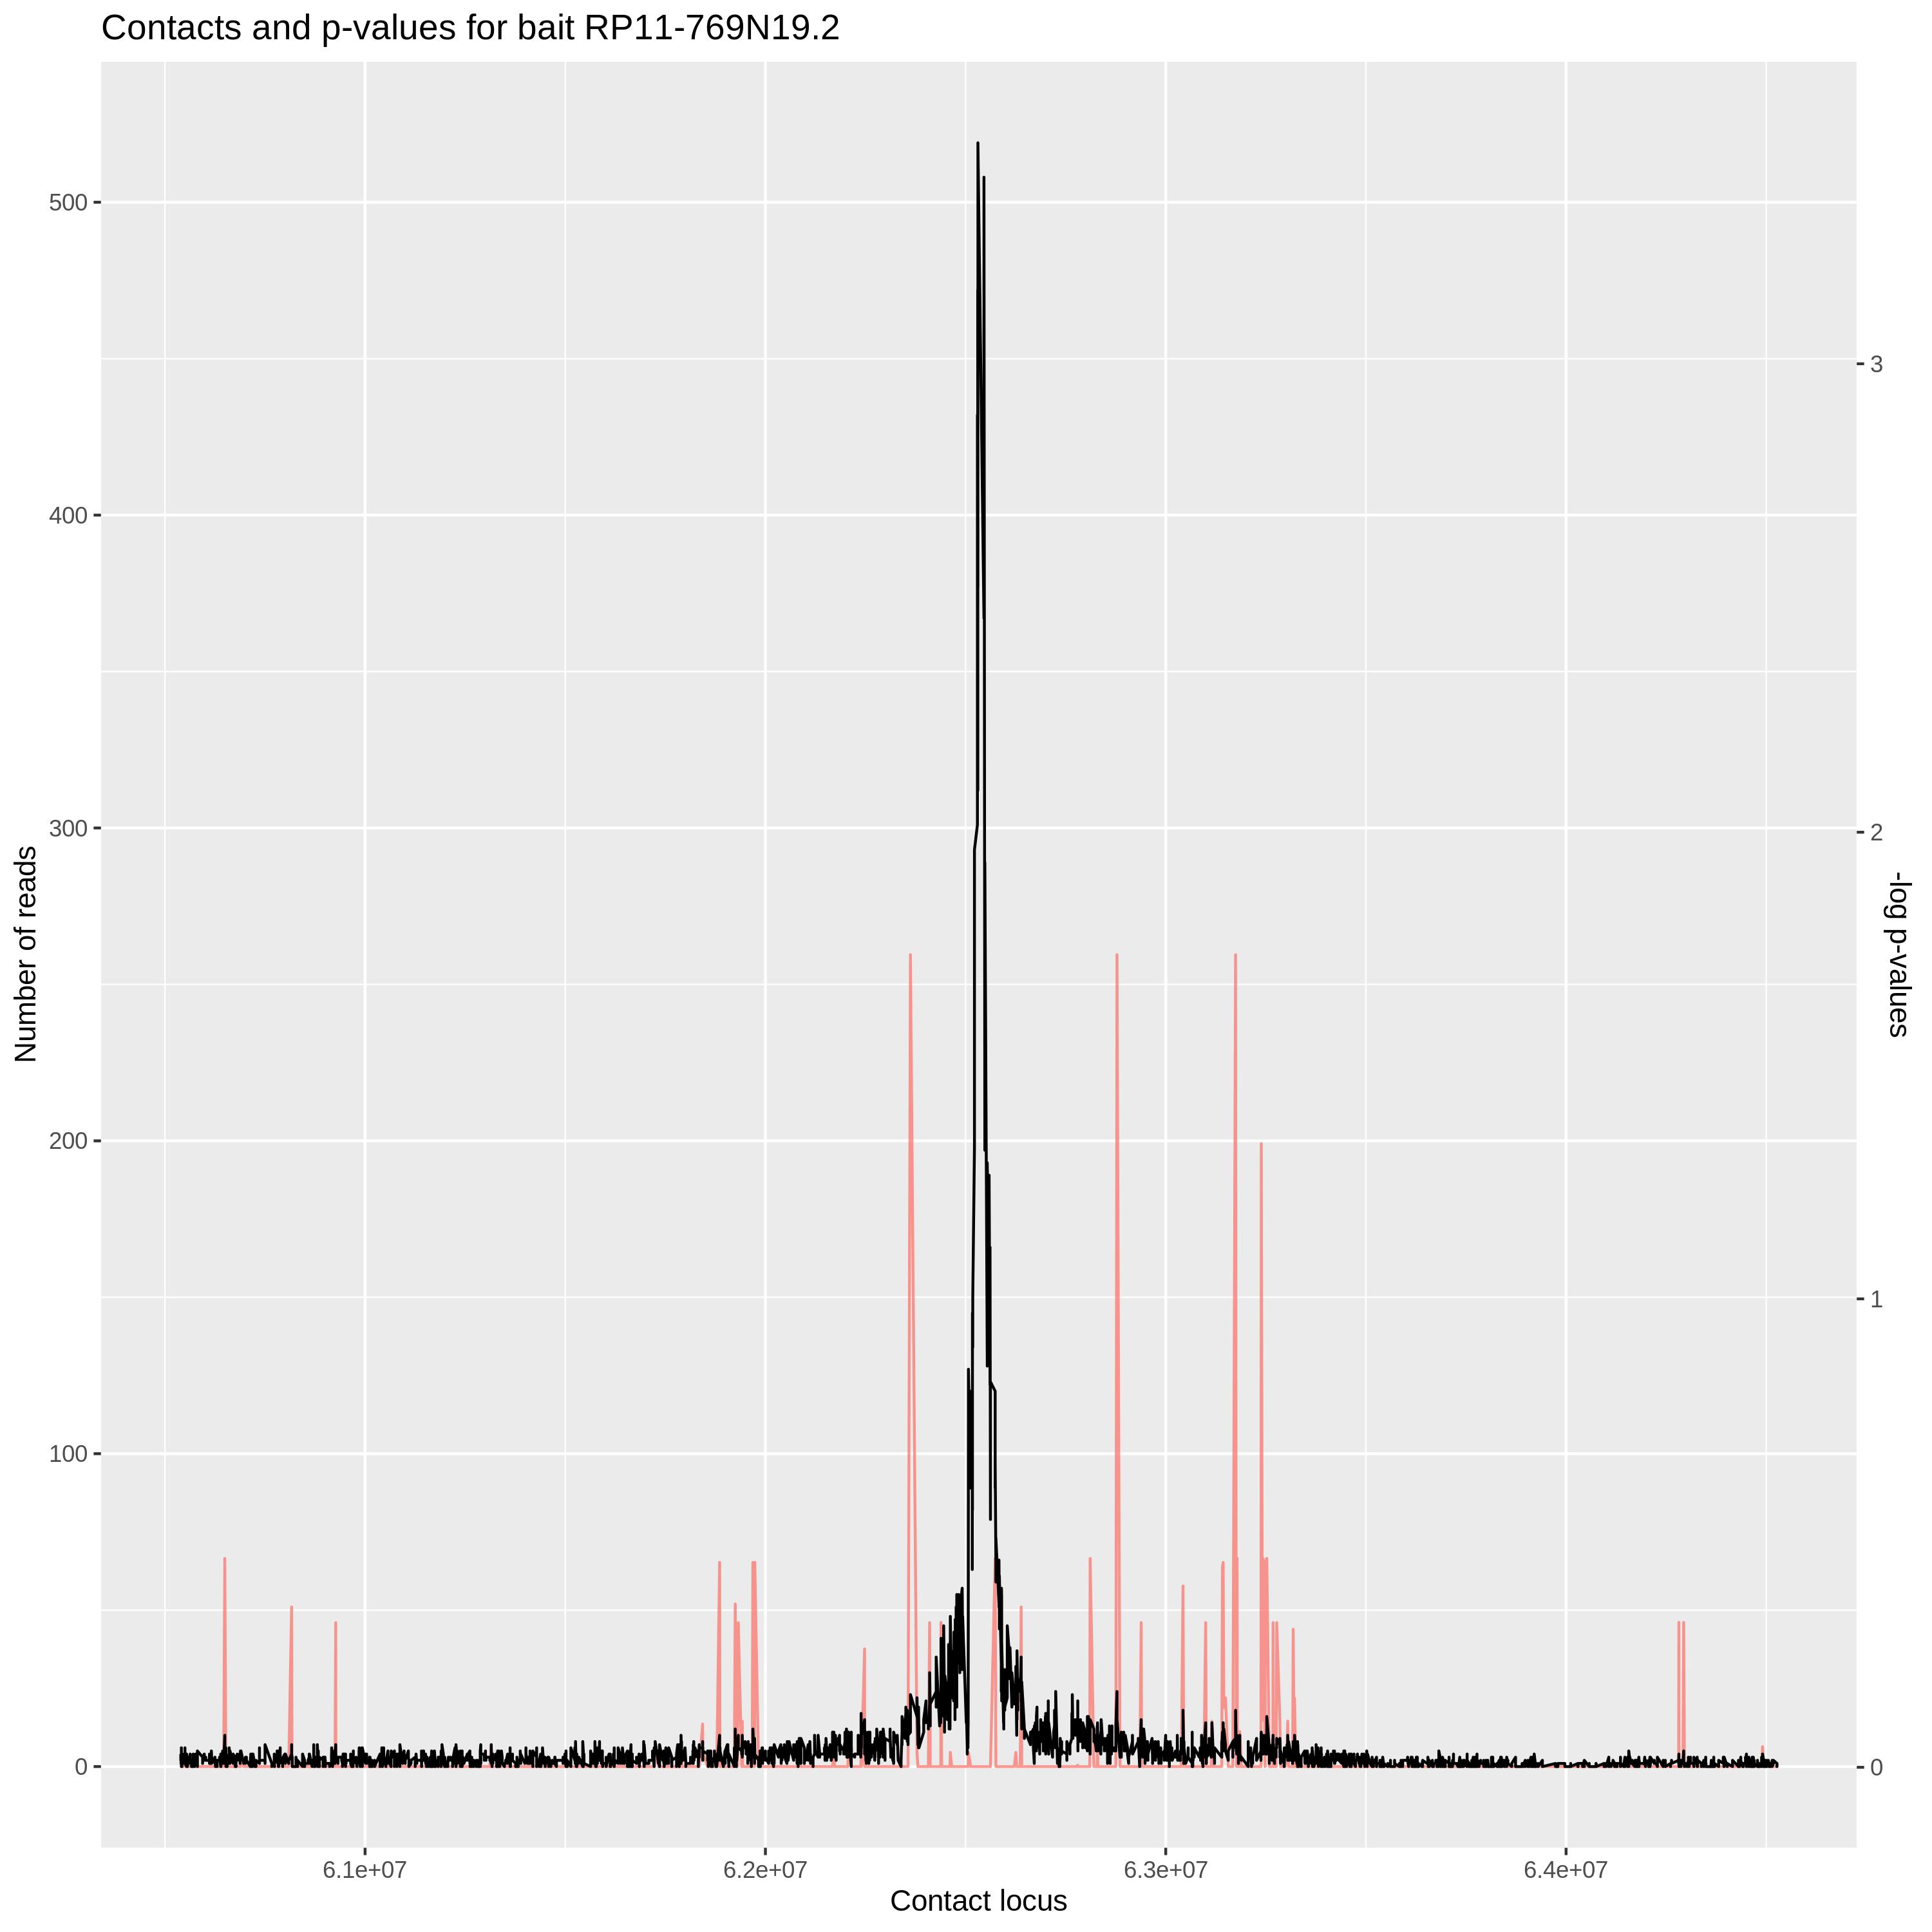 Contacts and p-values for bait RP11-769N19.2
500
400
300
200
100
0
Number of reads
3
2
1
0
-log p-values
6.1e+07
6.2e+07
6.3e+07
6.4e+07
Contact locus